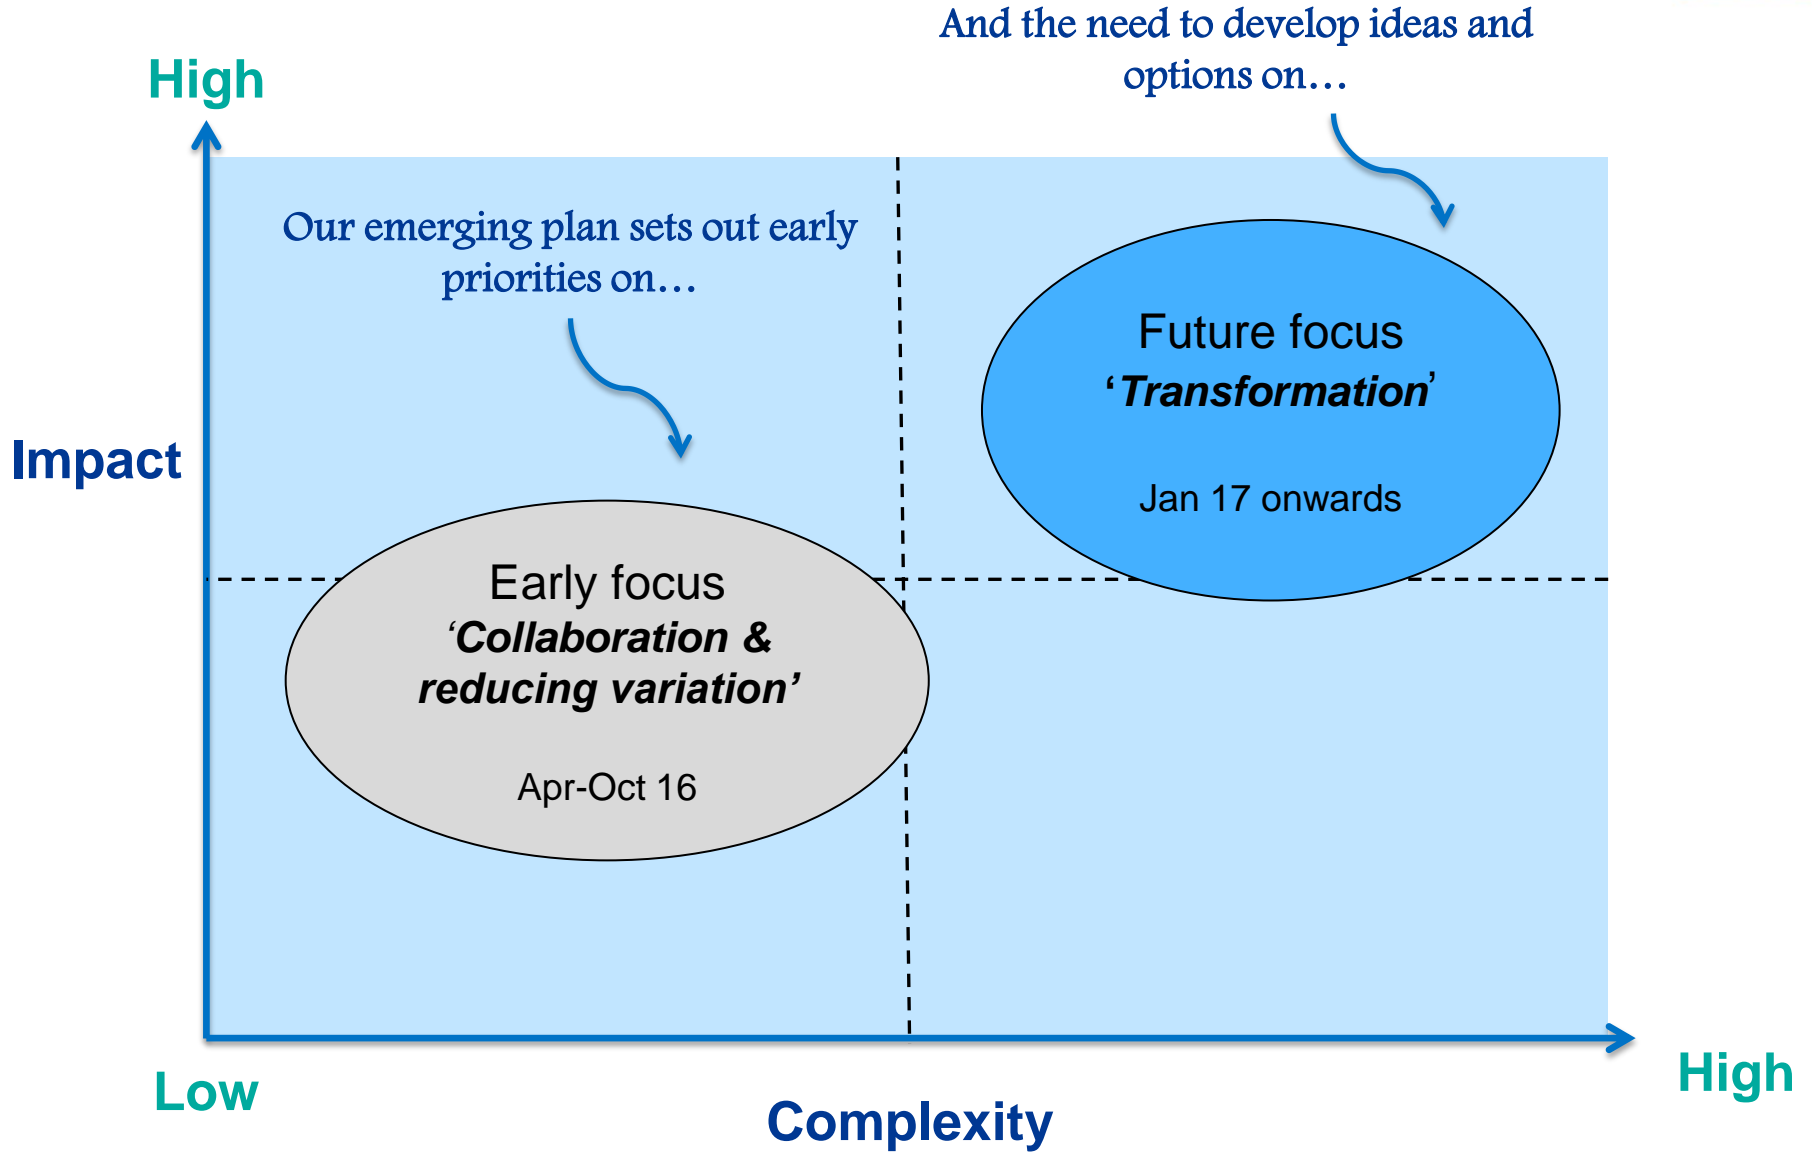 And the need to develop ideas and
options on…
High
Our emerging plan sets out early
priorities on…
Future focus
‘Transformation’
Jan 17 onwards
Impact
Early focus
‘Collaboration &
reducing variation’
Apr-Oct 16
Low
High
Complexity